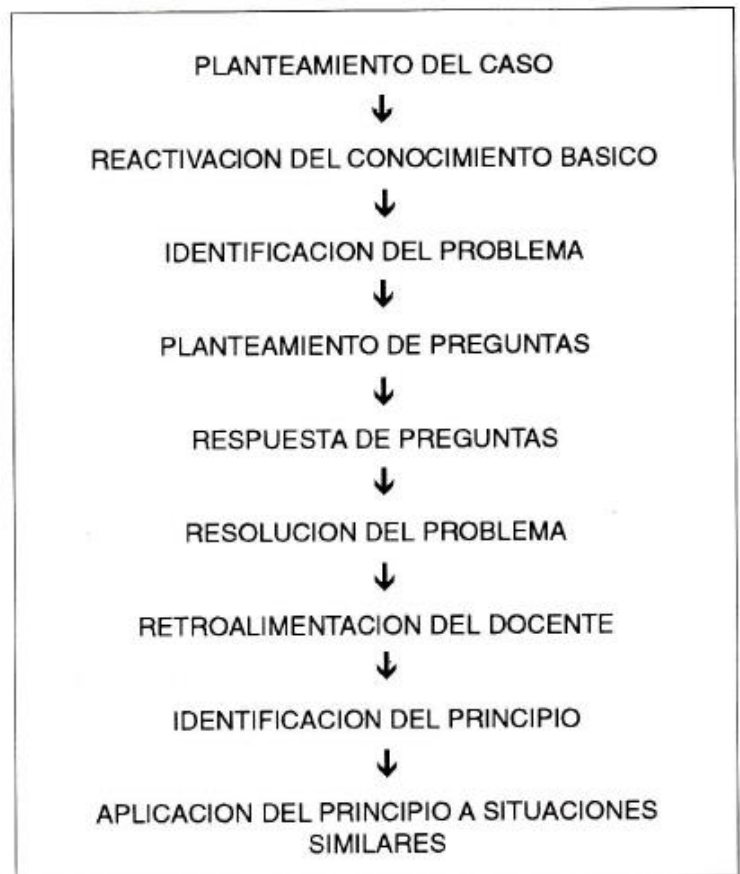 PLANTEAMIENTO DEL CASO
REACTIVACION DEL CONOCIMIENTO BASICO
IDENTIFICACION DEL PROBLEMA
PLANTEAMIENTO DE PREGUNTAS
RESPUESTA DE PREGUNTAS
RESOLUCION DEL PROBLEMA
RETROALIMENTACION DEL DOCENTE
IDENTIFICACION DEL PRINCIPIO
APLICACION DEL PRINCIPIO A SITUACIONES
SIMILARES